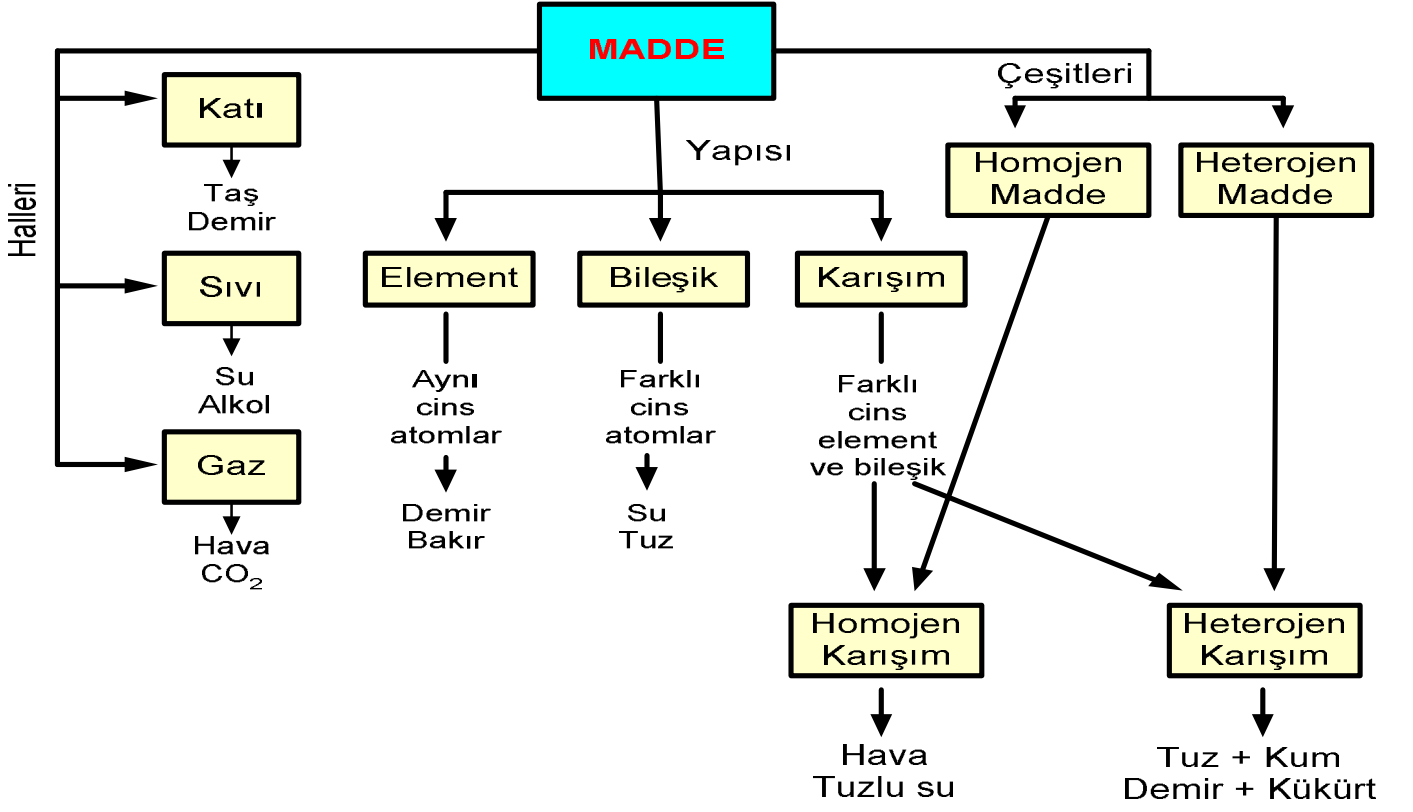 MADDE
Çeşitleri
Katı
Yapısı
Homojen
Madde
Heterojen
Madde
Halleri
Taş
Demir
Element
Bileşik
Karışım
Sıvı
Su
Alkol
Aynı
cins
atomlar
Farklı
cins
atomlar
Farklı
cins
element
ve bileşik
Gaz
Demir
Bakır
Su
Tuz
Hava
CO₂
Homojen
Karışım
Heterojen
Karışım
Hava
Tuzlu su
Tuz + Kum
Demir + Kükürt